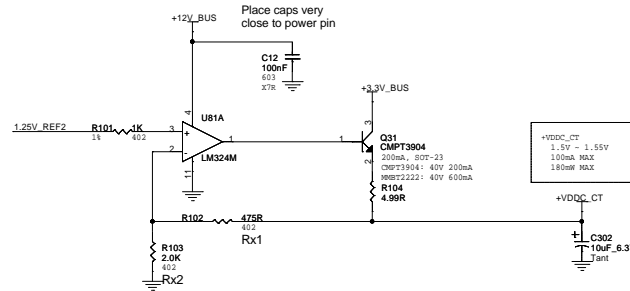 Place caps very
close to power pin
+12V_BUS
C12
100nF
603
X7R
+3.3V_BUS
U81A
4
1.25V_REF2
R101
1K
1%
402
3
+
2
-
1
LM324M
11
1
3
2
Q31
CMPT3904
200mA, SOT-23
CMPT3904: 40V 200mA
MMBT2222: 40V 600mA
R104
4.99R
+VDDC_CT
1.5V - 1.55V
100mA MAX
180mW MAX
+VDDC_CT
R102
475R
402
Rx1
R103
2.0K
402
Rx2
+
C302
10uF_6.3
Tant